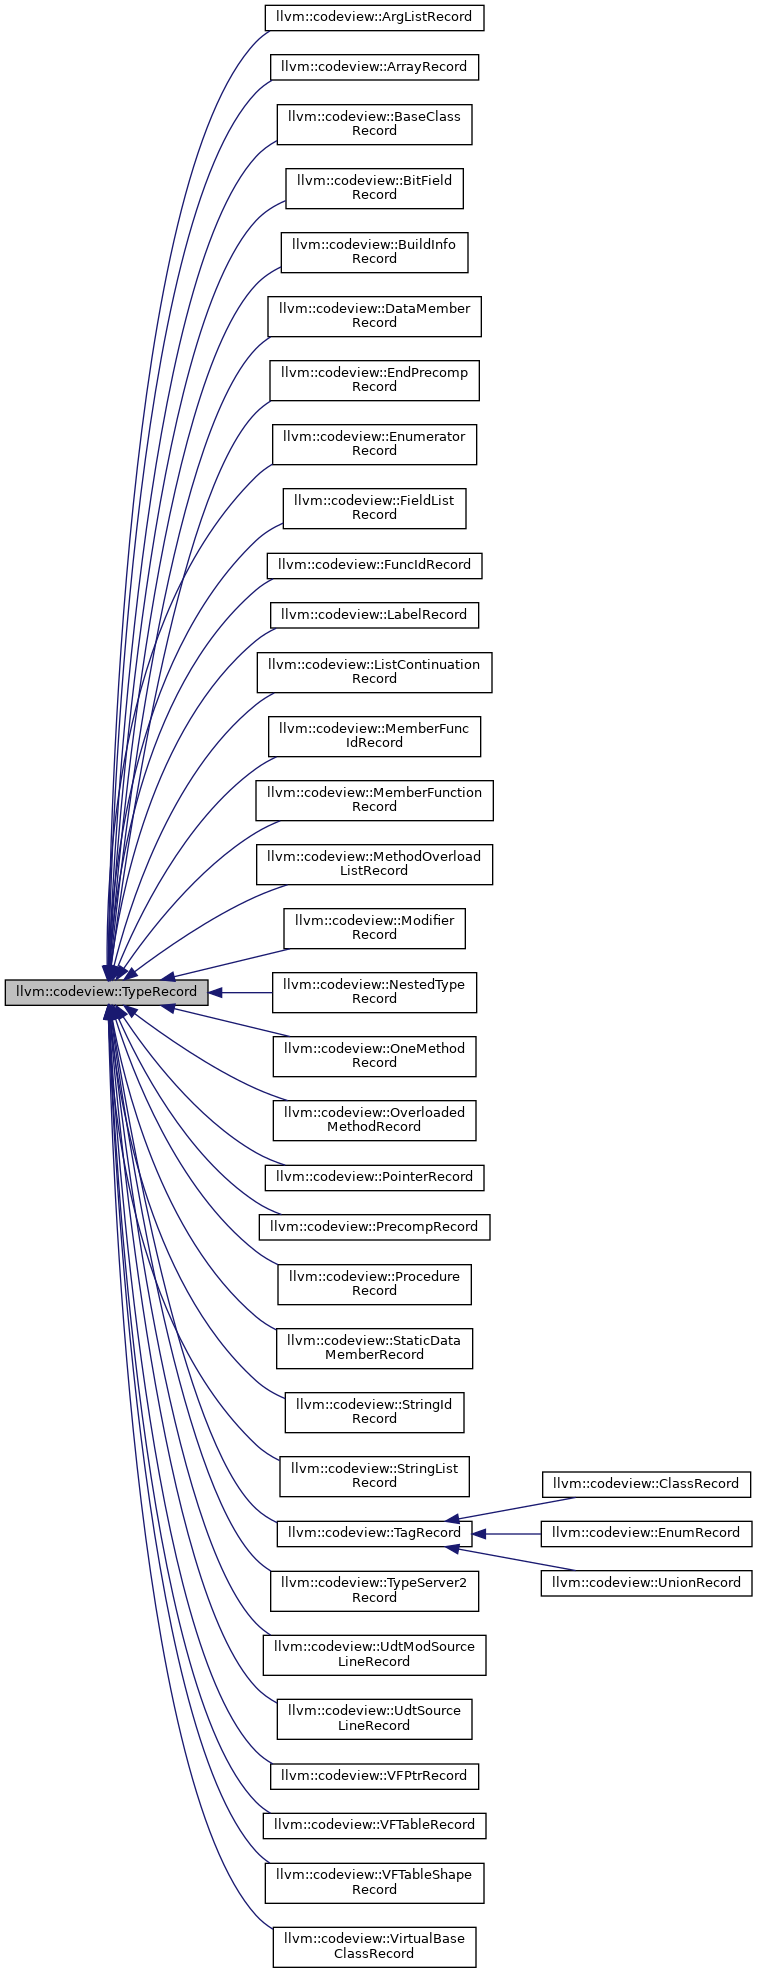 llvm::codeview::ArgListRecord
llvm::codeview::ArrayRecord
llvm::codeview::BaseClass
Record
llvm::codeview::BitField
Record
llvm::codeview::BuildInfo
Record
llvm::codeview::DataMember
Record
llvm::codeview::EndPrecomp
Record
llvm::codeview::Enumerator
Record
llvm::codeview::FieldList
Record
llvm::codeview::FuncIdRecord
llvm::codeview::LabelRecord
llvm::codeview::ListContinuation
Record
llvm::codeview::MemberFunc
IdRecord
llvm::codeview::MemberFunction
Record
llvm::codeview::MethodOverload
ListRecord
llvm::codeview::Modifier
Record
llvm::codeview::TypeRecord
llvm::codeview::NestedType
Record
llvm::codeview::OneMethod
Record
llvm::codeview::Overloaded
MethodRecord
llvm::codeview::PointerRecord
llvm::codeview::PrecompRecord
llvm::codeview::Procedure
Record
llvm::codeview::StaticData
MemberRecord
llvm::codeview::StringId
Record
llvm::codeview::StringList
Record
llvm::codeview::TagRecord
llvm::codeview::ClassRecord
llvm::codeview::EnumRecord
llvm::codeview::UnionRecord
llvm::codeview::TypeServer2
Record
llvm::codeview::UdtModSource
LineRecord
llvm::codeview::UdtSource
LineRecord
llvm::codeview::VFPtrRecord
llvm::codeview::VFTableRecord
llvm::codeview::VFTableShape
Record
llvm::codeview::VirtualBase
ClassRecord